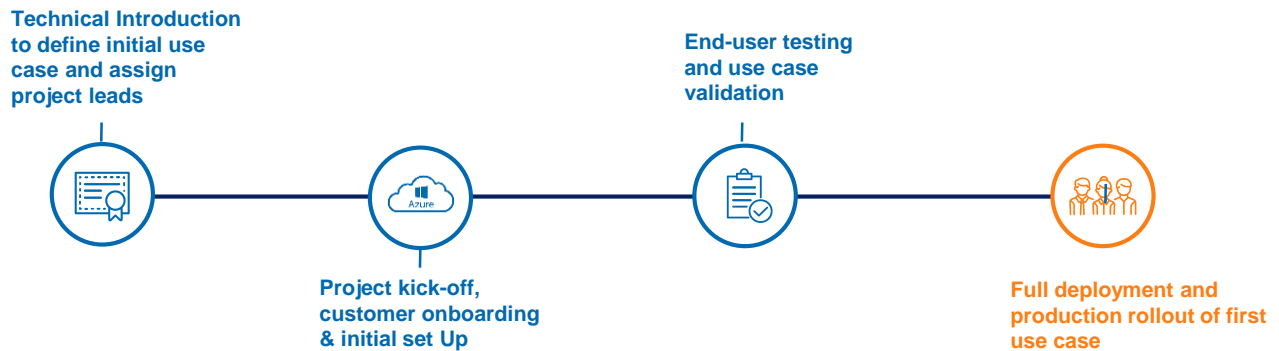 Technical Introduction
to define initial use
case and assign
project leads
Azure
Project kick-off,
customer onboarding
& initial set Up
End-user testing
and use case
validation
Full deployment and
production rollout of first
use case